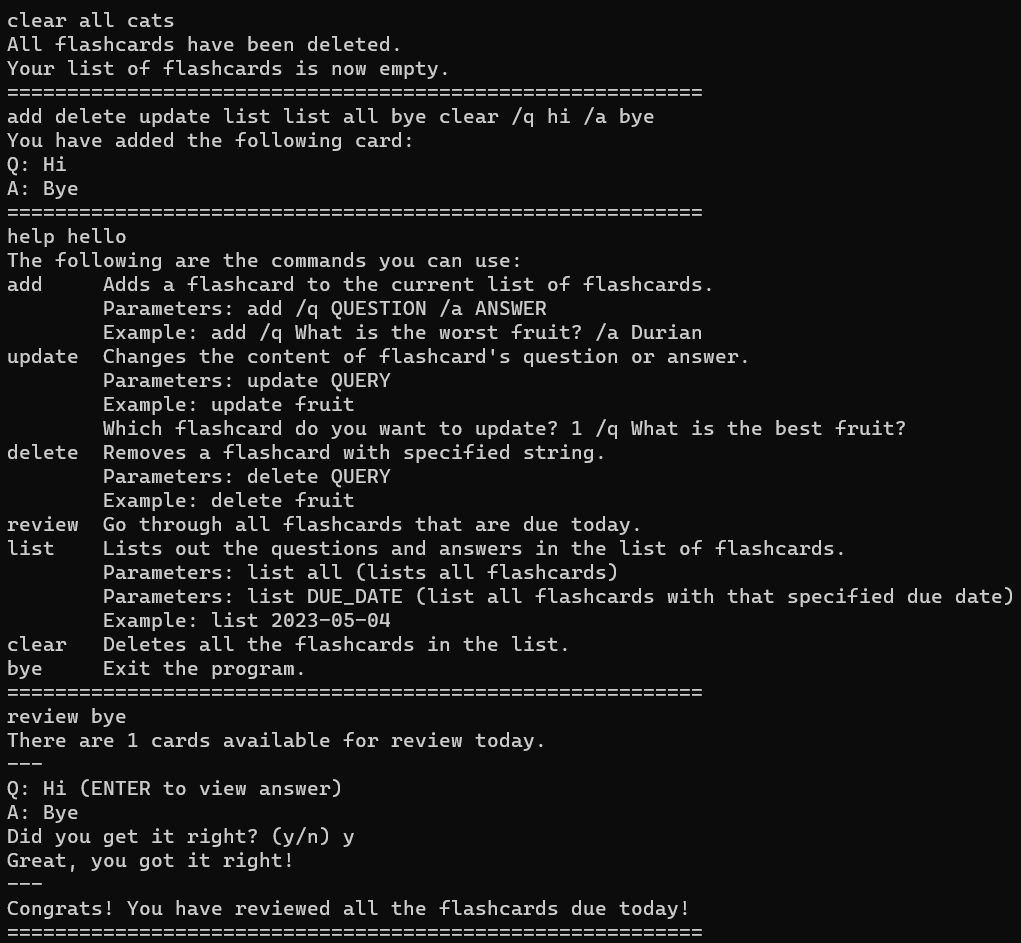 clear all cats
All flashcards have been deleted.
Your list of flashcards is now empty.
==========================================================
add delete update list list all bye clear /q hi /a bye
You have added the following card:
Q: Hi
A: Bye
==========================================================
help hello
The following are the commands you can use:
add     Adds a flashcard to the current list of flashcards.
        Parameters: add /q QUESTION /a ANSWER
        Example: add /q What is the worst fruit? /a Durian
update  Changes the content of flashcard's question or answer.
        Parameters: update QUERY
        Example: update fruit
        Which flashcard do you want to update? 1 /q What is the best fruit?
delete  Removes a flashcard with specified string.
        Parameters: delete QUERY
        Example: delete fruit
review  Go through all flashcards that are due today.
list    Lists out the questions and answers in the list of flashcards.
        Parameters: list all (lists all flashcards)
        Parameters: list DUE_DATE (list all flashcards with that specified due date)
        Example: list 2023-05-04
clear   Deletes all the flashcards in the list.
bye     Exit the program.
==========================================================
review bye
There are 1 cards available for review today.
---
Q: Hi (ENTER to view answer)
A: Bye
Did you get it right? (y/n) y
Great, you got it right!
---
Congrats! You have reviewed all the flashcards due today!
==========================================================